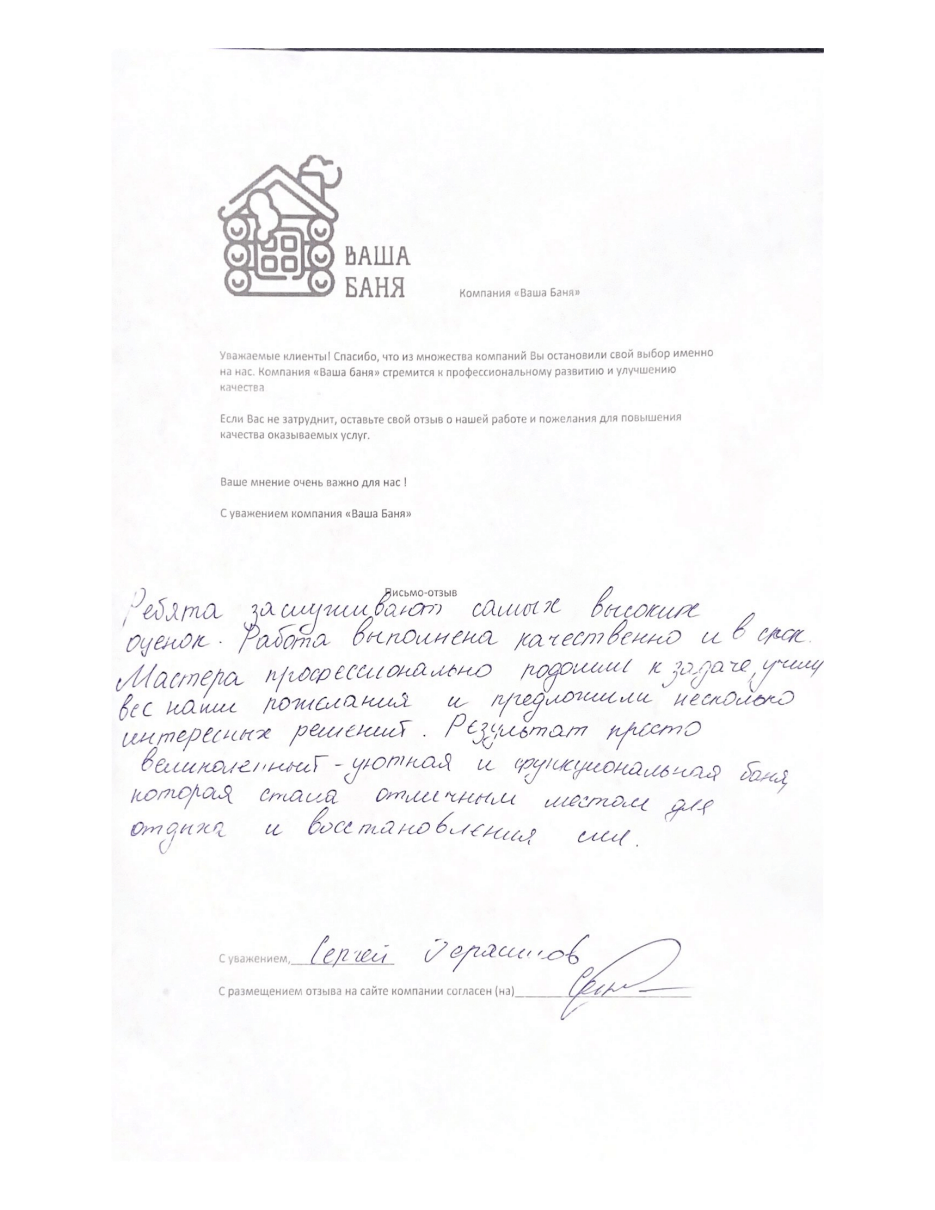 ВАША
БАНЯ
Компания «Ваша Баня»
Уважаемые клиенты! Спасибо, что из множества компаний Вы остановили свой выбор именно
на нас. Компания «Ваша баня» стремится к профессиональному развитию и улучшению
качества
Если Вас не затруднит, оставьте свой отзыв о нашей работе и пожелания для повышения
качества оказываемых услуг.
Ваше мнение очень важно для нас !
С уважением компания «Ваша Баня»
Письмо-отзыв
Ребята заслуживают самых высоких
оценок. Работа выполнена качественно и в срок.
Мастера профессионально подошли к задаче, учли
все наши пожелания и предложили несколько
интересных решений. Результат просто
великолепный - уютная и функциональная баня,
которая стала отличным местом для
отдыха и восстановления сил.
С уважением, Сергей Герасимов
С размещением отзыва на сайте компании согласен (на)